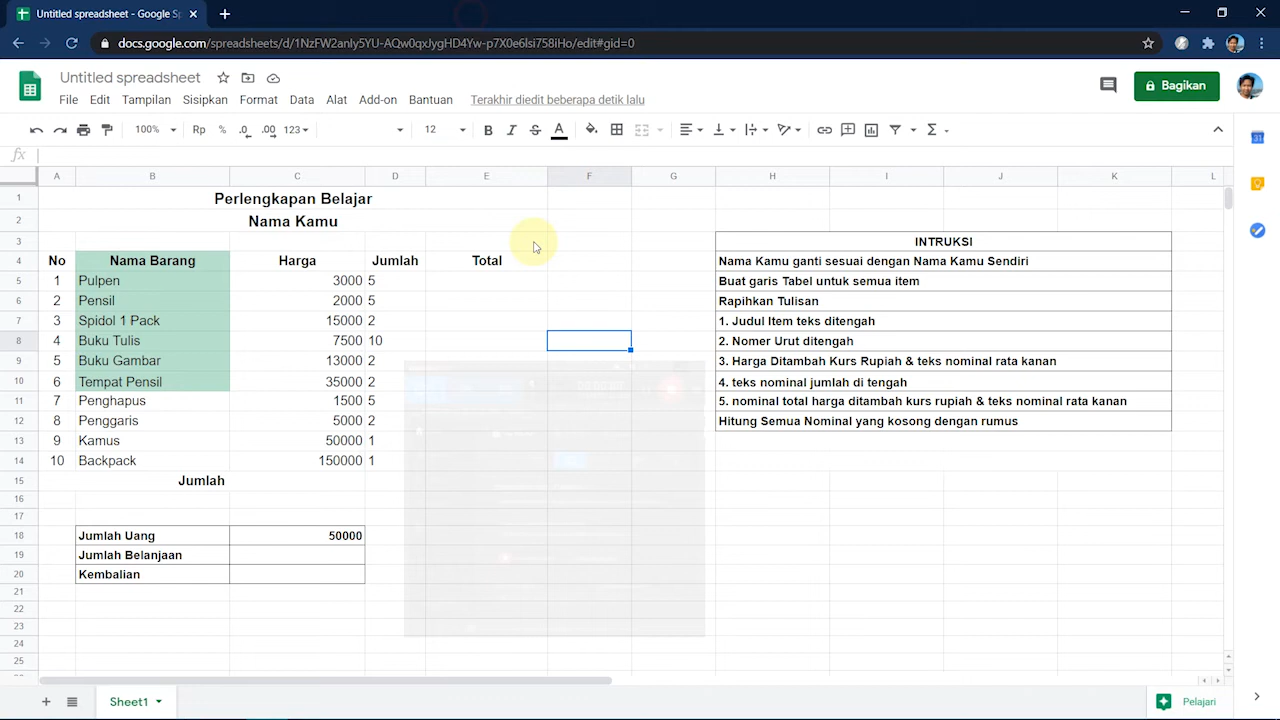 Untitled spreadsheet - Google Sp
docs.google.com/spreadsheets/d/1NzFW2anIy5YU-AQw0qxJygHD4Yw-p7X0e6lsi758iHo/edit#gid=0
Untitled spreadsheet
File Edit Tampilan Sisipkan Format Data Alat Add-on Bantuan Terakhir diedit beberapa detik lalu
Bagikan
100% Rp % .0 .00 123 12 B I S A Σ
fx
A B C D E F G H I J K L
1 Perlengkapan Belajar
2 Nama Kamu
3 INTRUKSI
4 No Nama Barang Harga Jumlah Total Nama Kamu ganti sesuai dengan Nama Kamu Sendiri
5 1 Pulpen 3000 5 Buat garis Tabel untuk semua item
6 2 Pensil 2000 5 Rapihkan Tulisan
7 3 Spidol 1 Pack 15000 2 1. Judul Item teks ditengah
8 4 Buku Tulis 7500 10 2. Nomer Urut ditengah
9 5 Buku Gambar 13000 2 3. Harga Ditambah Kurs Rupiah & teks nominal rata kanan
10 6 Tempat Pensil 35000 2 4. teks nominal jumlah di tengah
11 7 Penghapus 1500 5 5. nominal total harga ditambah kurs rupiah & teks nominal rata kanan
12 8 Penggaris 5000 2 Hitung Semua Nominal yang kosong dengan rumus
13 9 Kamus 50000 1
14 10 Backpack 150000 1
15 Jumlah
16
17
18 Jumlah Uang 50000
19 Jumlah Belanjaan
20 Kembalian
21
22
23
24
25
Sheet1
Pelajari
31